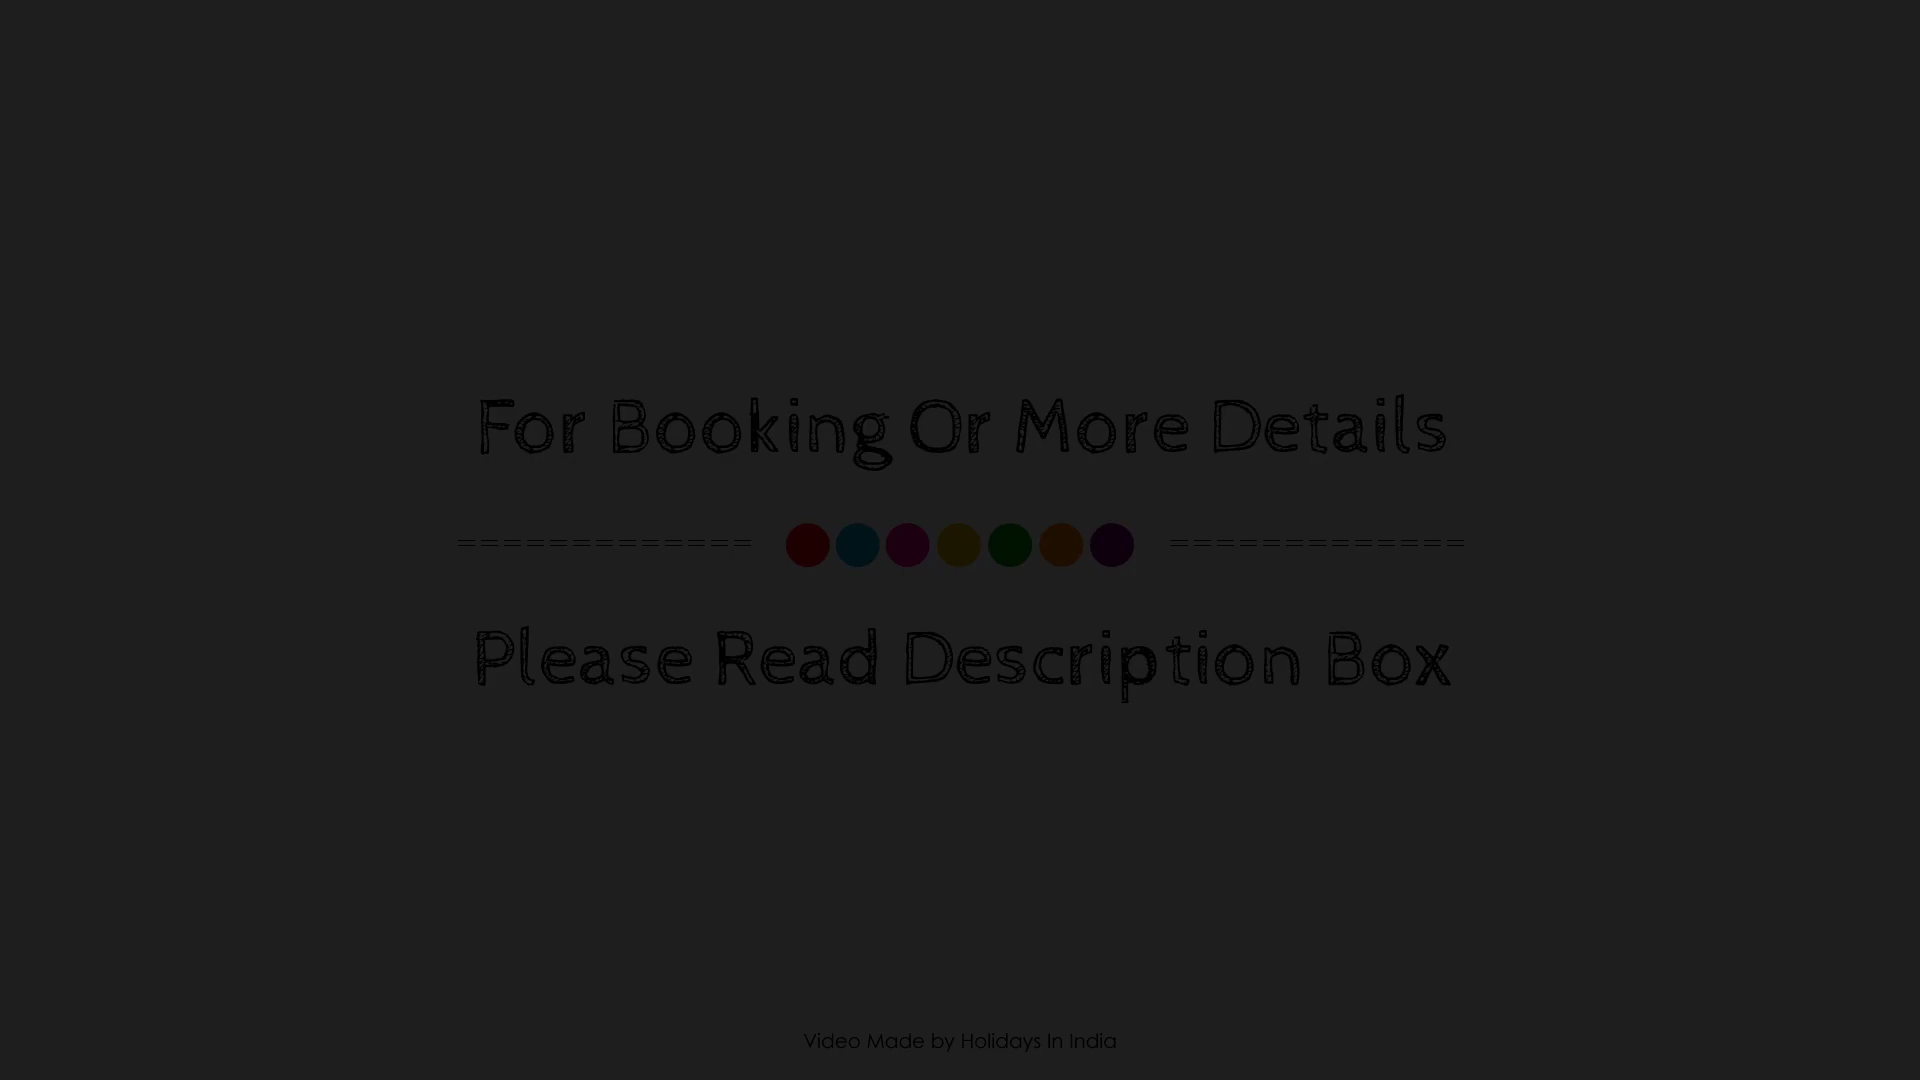 For Booking Or More Details
============= =============
Please Read Description Box
Video Made by Holidays In India